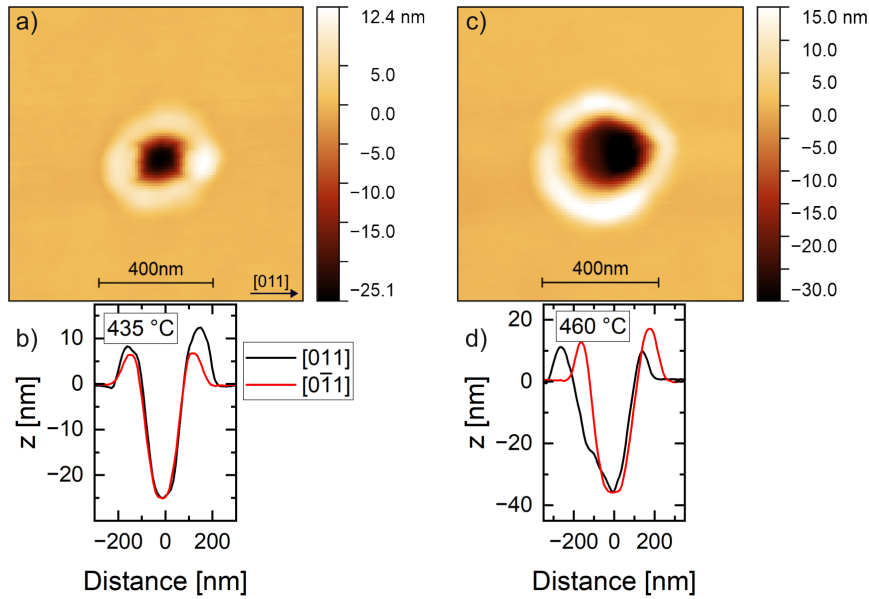 a)
12.4 nm
5.0
0.0
−5.0
−10.0
−15.0
−25.1
400nm
[011]
c)
15.0 nm
10.0
5.0
0.0
−5.0
−10.0
−15.0
−20.0
−30.0
400nm
b)
435 °C
10
0
−10
−20
z [nm]
−200 0 200
Distance [nm]
[011]
[01̅1]
d)
460 °C
20
0
−20
−40
z [nm]
−200 0 200
Distance [nm]